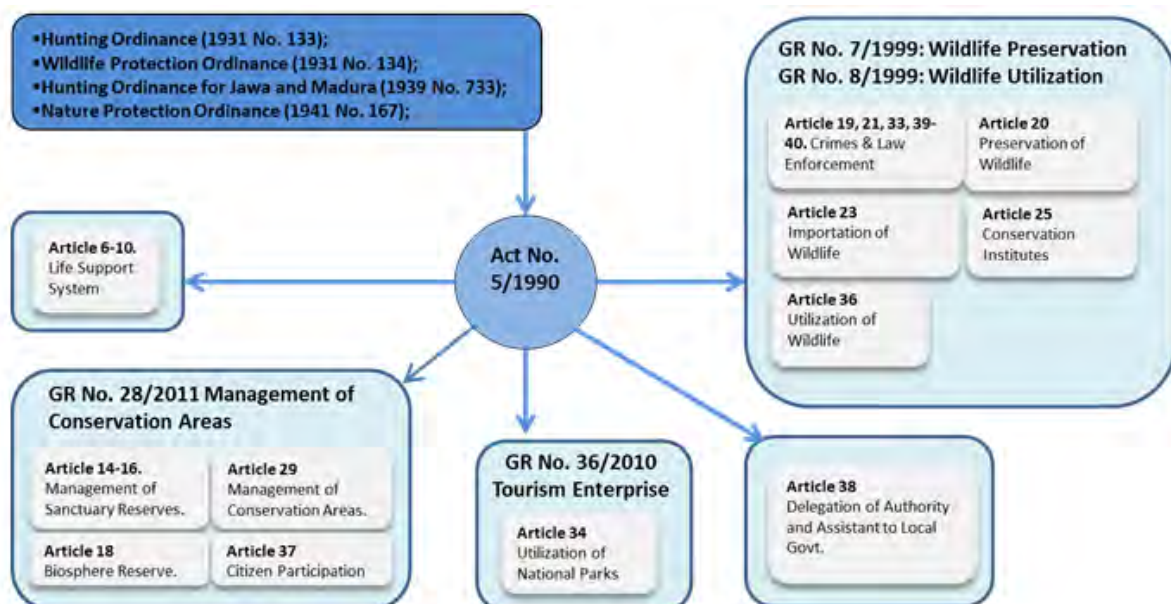 ▪Hunting Ordinance (1931 No. 133);
▪Wildlife Protection Ordinance (1931 No. 134);
▪Hunting Ordinance for Jawa and Madura (1939 No. 733);
▪Nature Protection Ordinance (1941 No. 167);
GR No. 7/1999: Wildlife Preservation
GR No. 8/1999: Wildlife Utilization
Article 19, 21, 33, 39-
40. Crimes & Law
Enforcement
Article 20
Preservation of
Wildlife
Article 23
Importation of
Wildlife
Article 25
Conservation
Institutes
Article 36
Utilization of
Wildlife
Act No.
5/1990
Article 6-10.
Life Support
System
GR No. 28/2011 Management of
Conservation Areas
Article 14-16.
Management of
Sanctuary Reserves.
Article 29
Management of
Conservation Areas.
Article 18
Biosphere Reserve.
Article 37
Citizen Participation
GR No. 36/2010
Tourism Enterprise
Article 34
Utilization of
National Parks
Article 38
Delegation of Authority
and Assistant to Local
Govt.